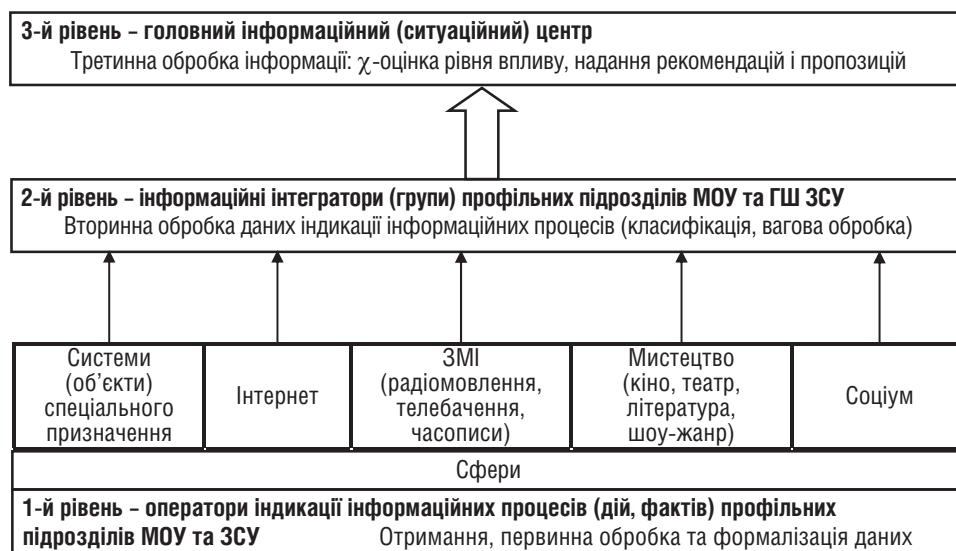 3-й рівень – головний інформаційний (ситуаційний) центр
Третинна обробка інформації: χ-оцінка рівня впливу, надання рекомендацій і пропозицій
2-й рівень – інформаційні інтегратори (групи) профільних підрозділів МОУ та ГШ ЗСУ
Вторинна обробка даних індикації інформаційних процесів (класифікація, вагова обробка)
Системи
(об’єкти)
спеціального
призначення
Інтернет
ЗМІ
(радіомовлення,
телебачення,
часописи)
Мистецтво
(кіно, театр,
література,
шоу-жанр)
Соціум
Сфери
1-й рівень – оператори індикації інформаційних процесів (дій, фактів) профільних
підрозділів МОУ та ЗСУ Отримання, первинна обробка та формалізація даних